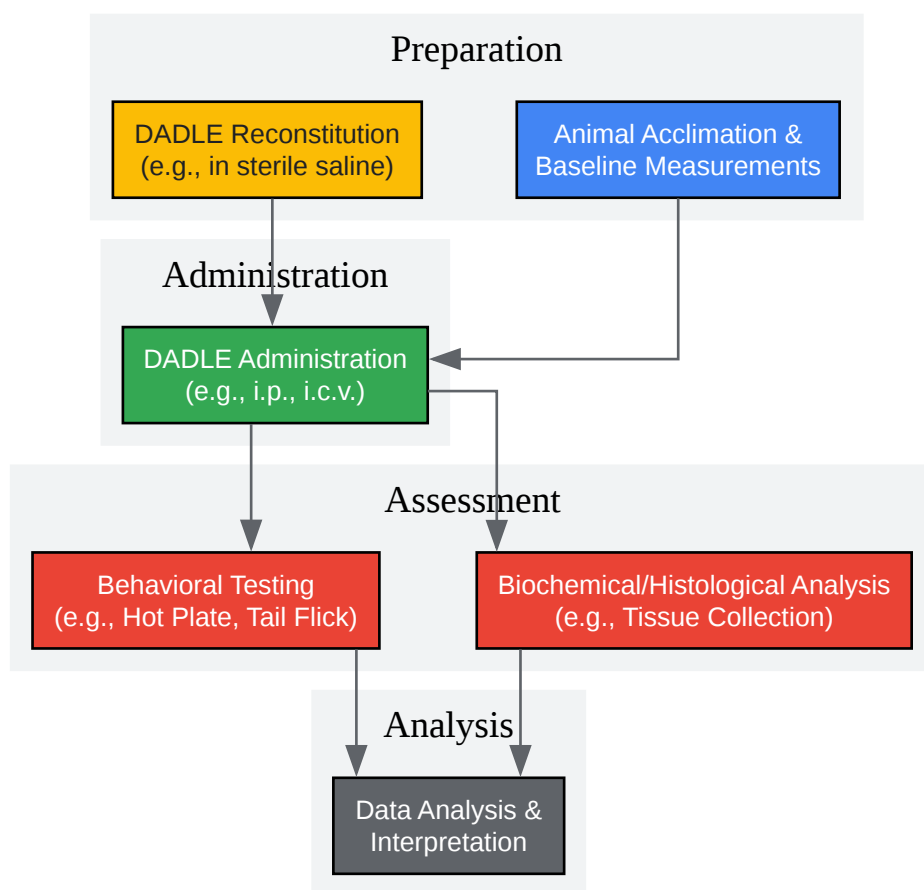 Preparation
DADLE Reconstitution
(e.g., in sterile saline)
Animal Acclimation &
Baseline Measurements
Administration
DADLE Administration
(e.g., i.p., i.c.v.)
Assessment
Behavioral Testing
(e.g., Hot Plate, Tail Flick)
Biochemical/Histological Analysis
(e.g., Tissue Collection)
Analysis
Data Analysis &
Interpretation